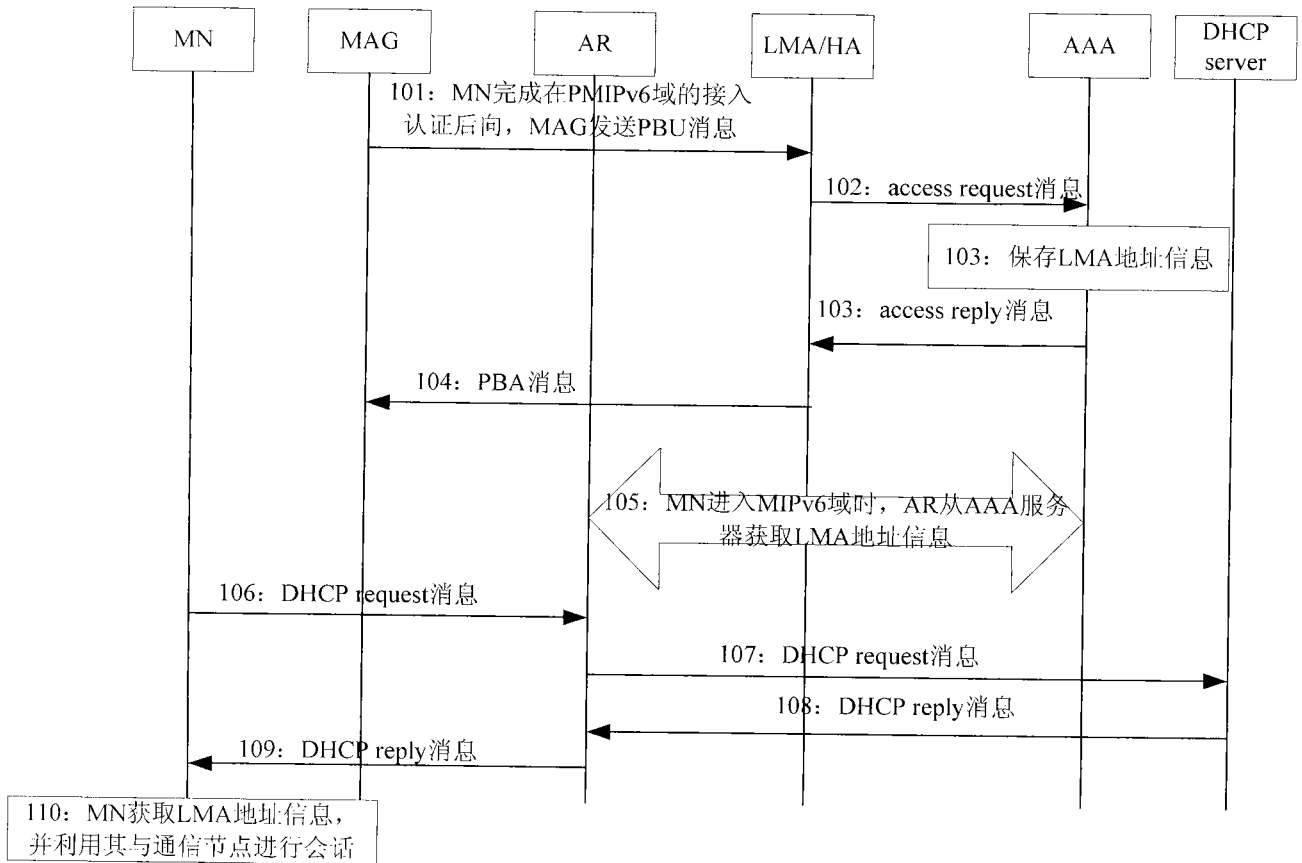 MN
MAG
AR
LMA/HA
AAA
DHCP
server
101：MN完成在PMIPv6域的接入
认证后向，MAG发送PBU消息
102：access request消息
103：保存LMA地址信息
103：access reply消息
104：PBA消息
105：MN进入MIPv6域时，AR从AAA服务
器获取LMA地址信息
106：DHCP request消息
107：DHCP request消息
108：DHCP reply消息
109：DHCP reply消息
110：MN获取LMA地址信息，
并利用其与通信节点进行会话